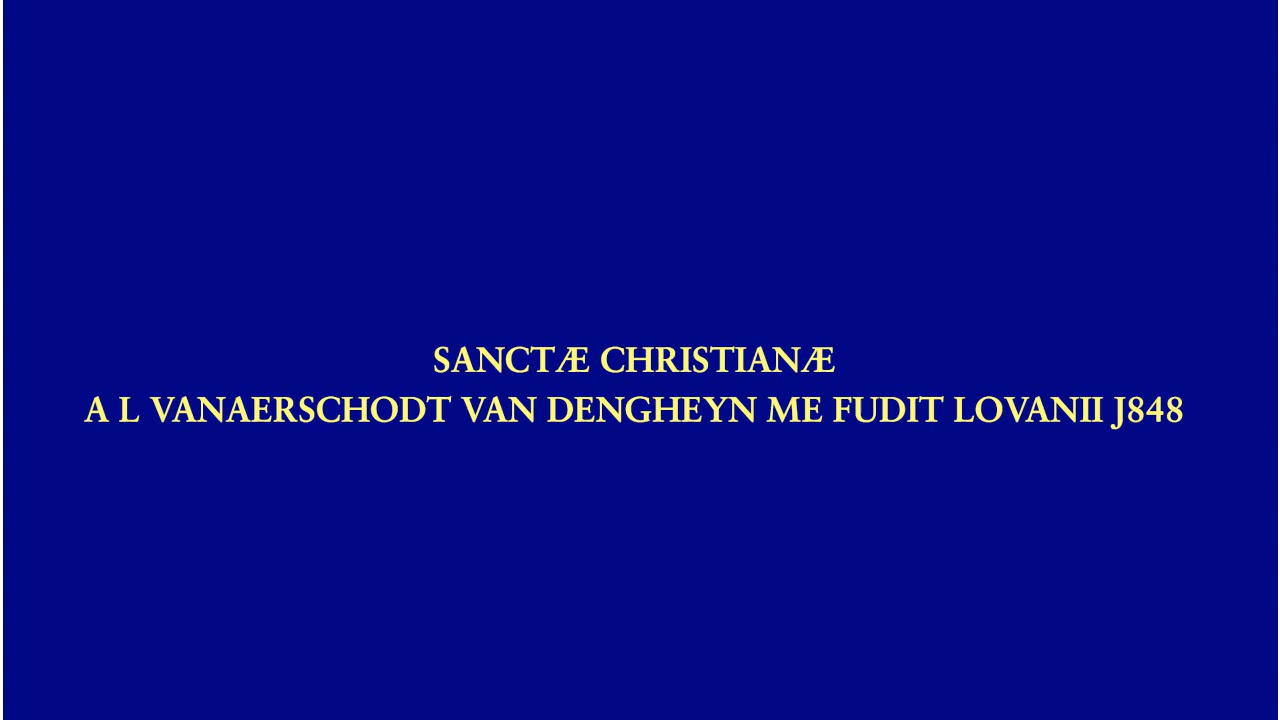 SANCTÆ CHRISTIANÆ
A L VANAERSCHODT VAN DENGHEYN ME FUDIT LOVANII J848